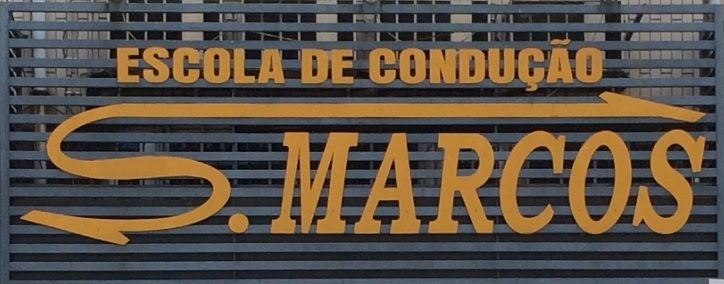 ESCOLA DE CONDUÇÃO
S. MARCOS